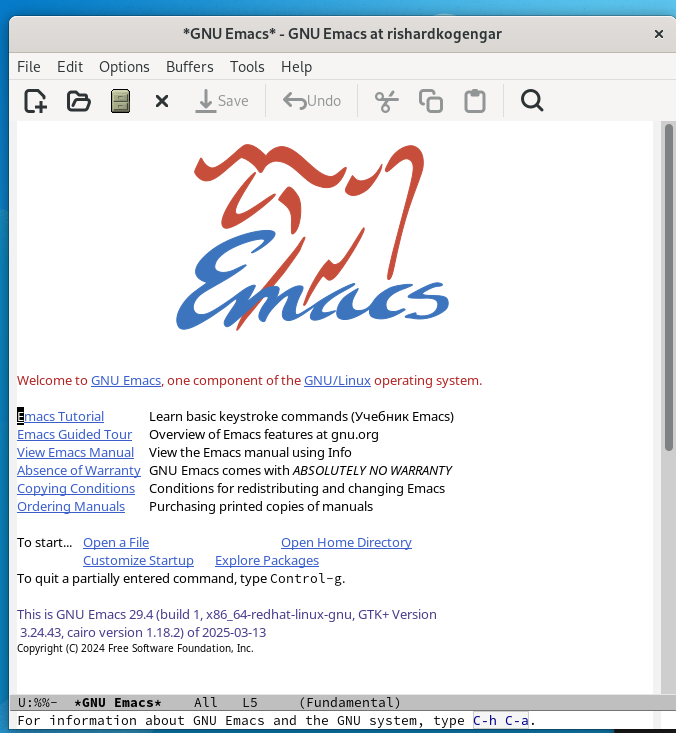 *GNU Emacs* - GNU Emacs at rishardkogengar ×
File Edit Options Buffers Tools Help
Save Undo
Emacs
Welcome to GNU Emacs, one component of the GNU/Linux operating system.
Emacs Tutorial Learn basic keystroke commands (Учебник Emacs)
Emacs Guided Tour Overview of Emacs features at gnu.org
View Emacs Manual View the Emacs manual using Info
Absence of Warranty GNU Emacs comes with ABSOLUTELY NO WARRANTY
Copying Conditions Conditions for redistributing and changing Emacs
Ordering Manuals Purchasing printed copies of manuals
To start... Open a File Open Home Directory
Customize Startup Explore Packages
To quit a partially entered command, type Control-g.
This is GNU Emacs 29.4 (build 1, x86_64-redhat-linux-gnu, GTK+ Version
3.24.43, cairo version 1.18.2) of 2025-03-13
Copyright (C) 2024 Free Software Foundation, Inc.
U:%%- *GNU Emacs* All L5 (Fundamental)
For information about GNU Emacs and the GNU system, type C-h C-a.